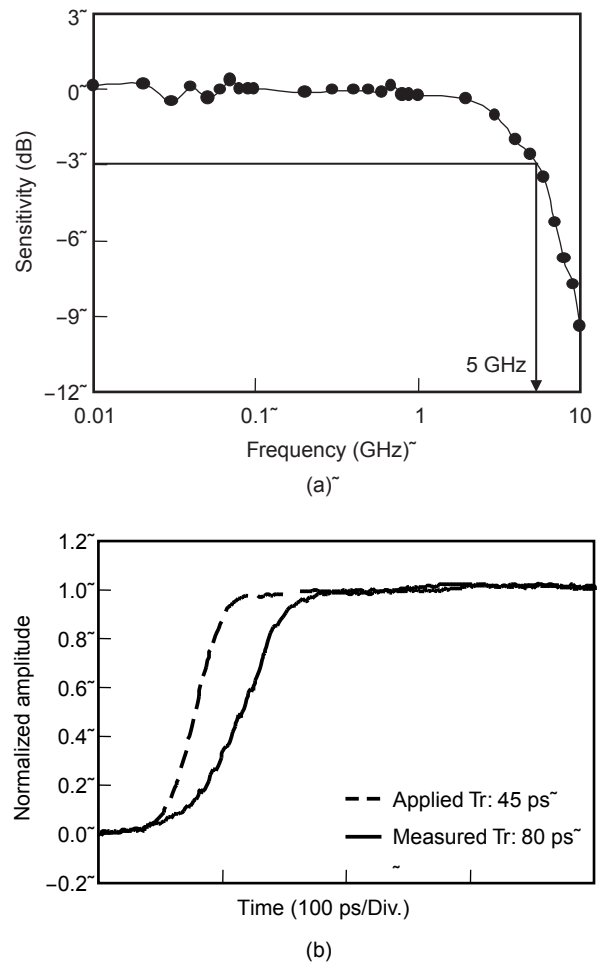 3˜
0˜
−3˜
−6˜
−9˜
−12˜
Sensitivity (dB)
5 GHz
0.01
0.1˜
1
10
Frequency (GHz)˜
(a)˜
1.2˜
1.0˜
0.8˜
0.6˜
0.4˜
0.2˜
0.0˜
−0.2˜
Normalized amplitude
Applied Tr: 45 ps˜
Measured Tr: 80 ps˜
˜
Time (100 ps/Div.)
(b)